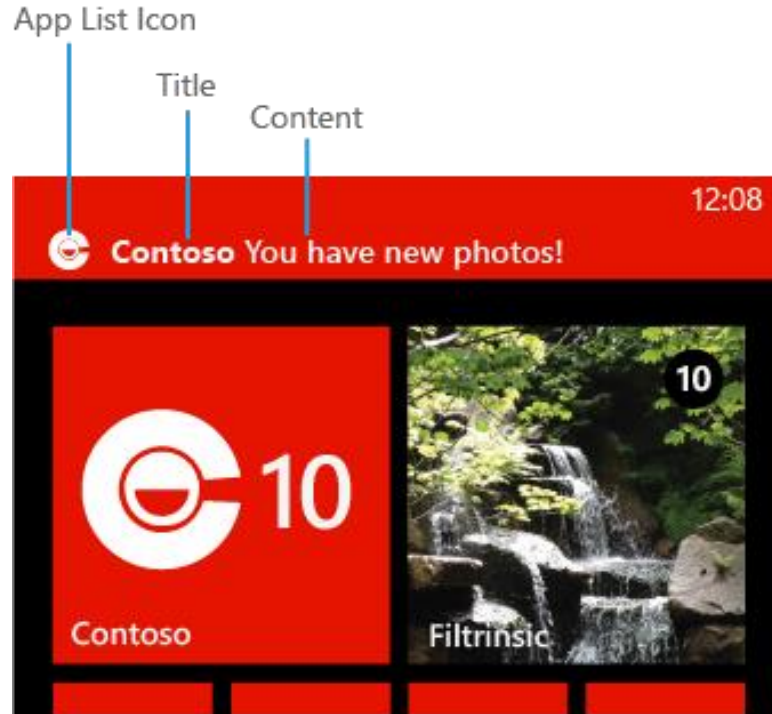 App List Icon
Title
Content
12:08
Contoso You have new photos!
10
10
Contoso
Filtrinsic